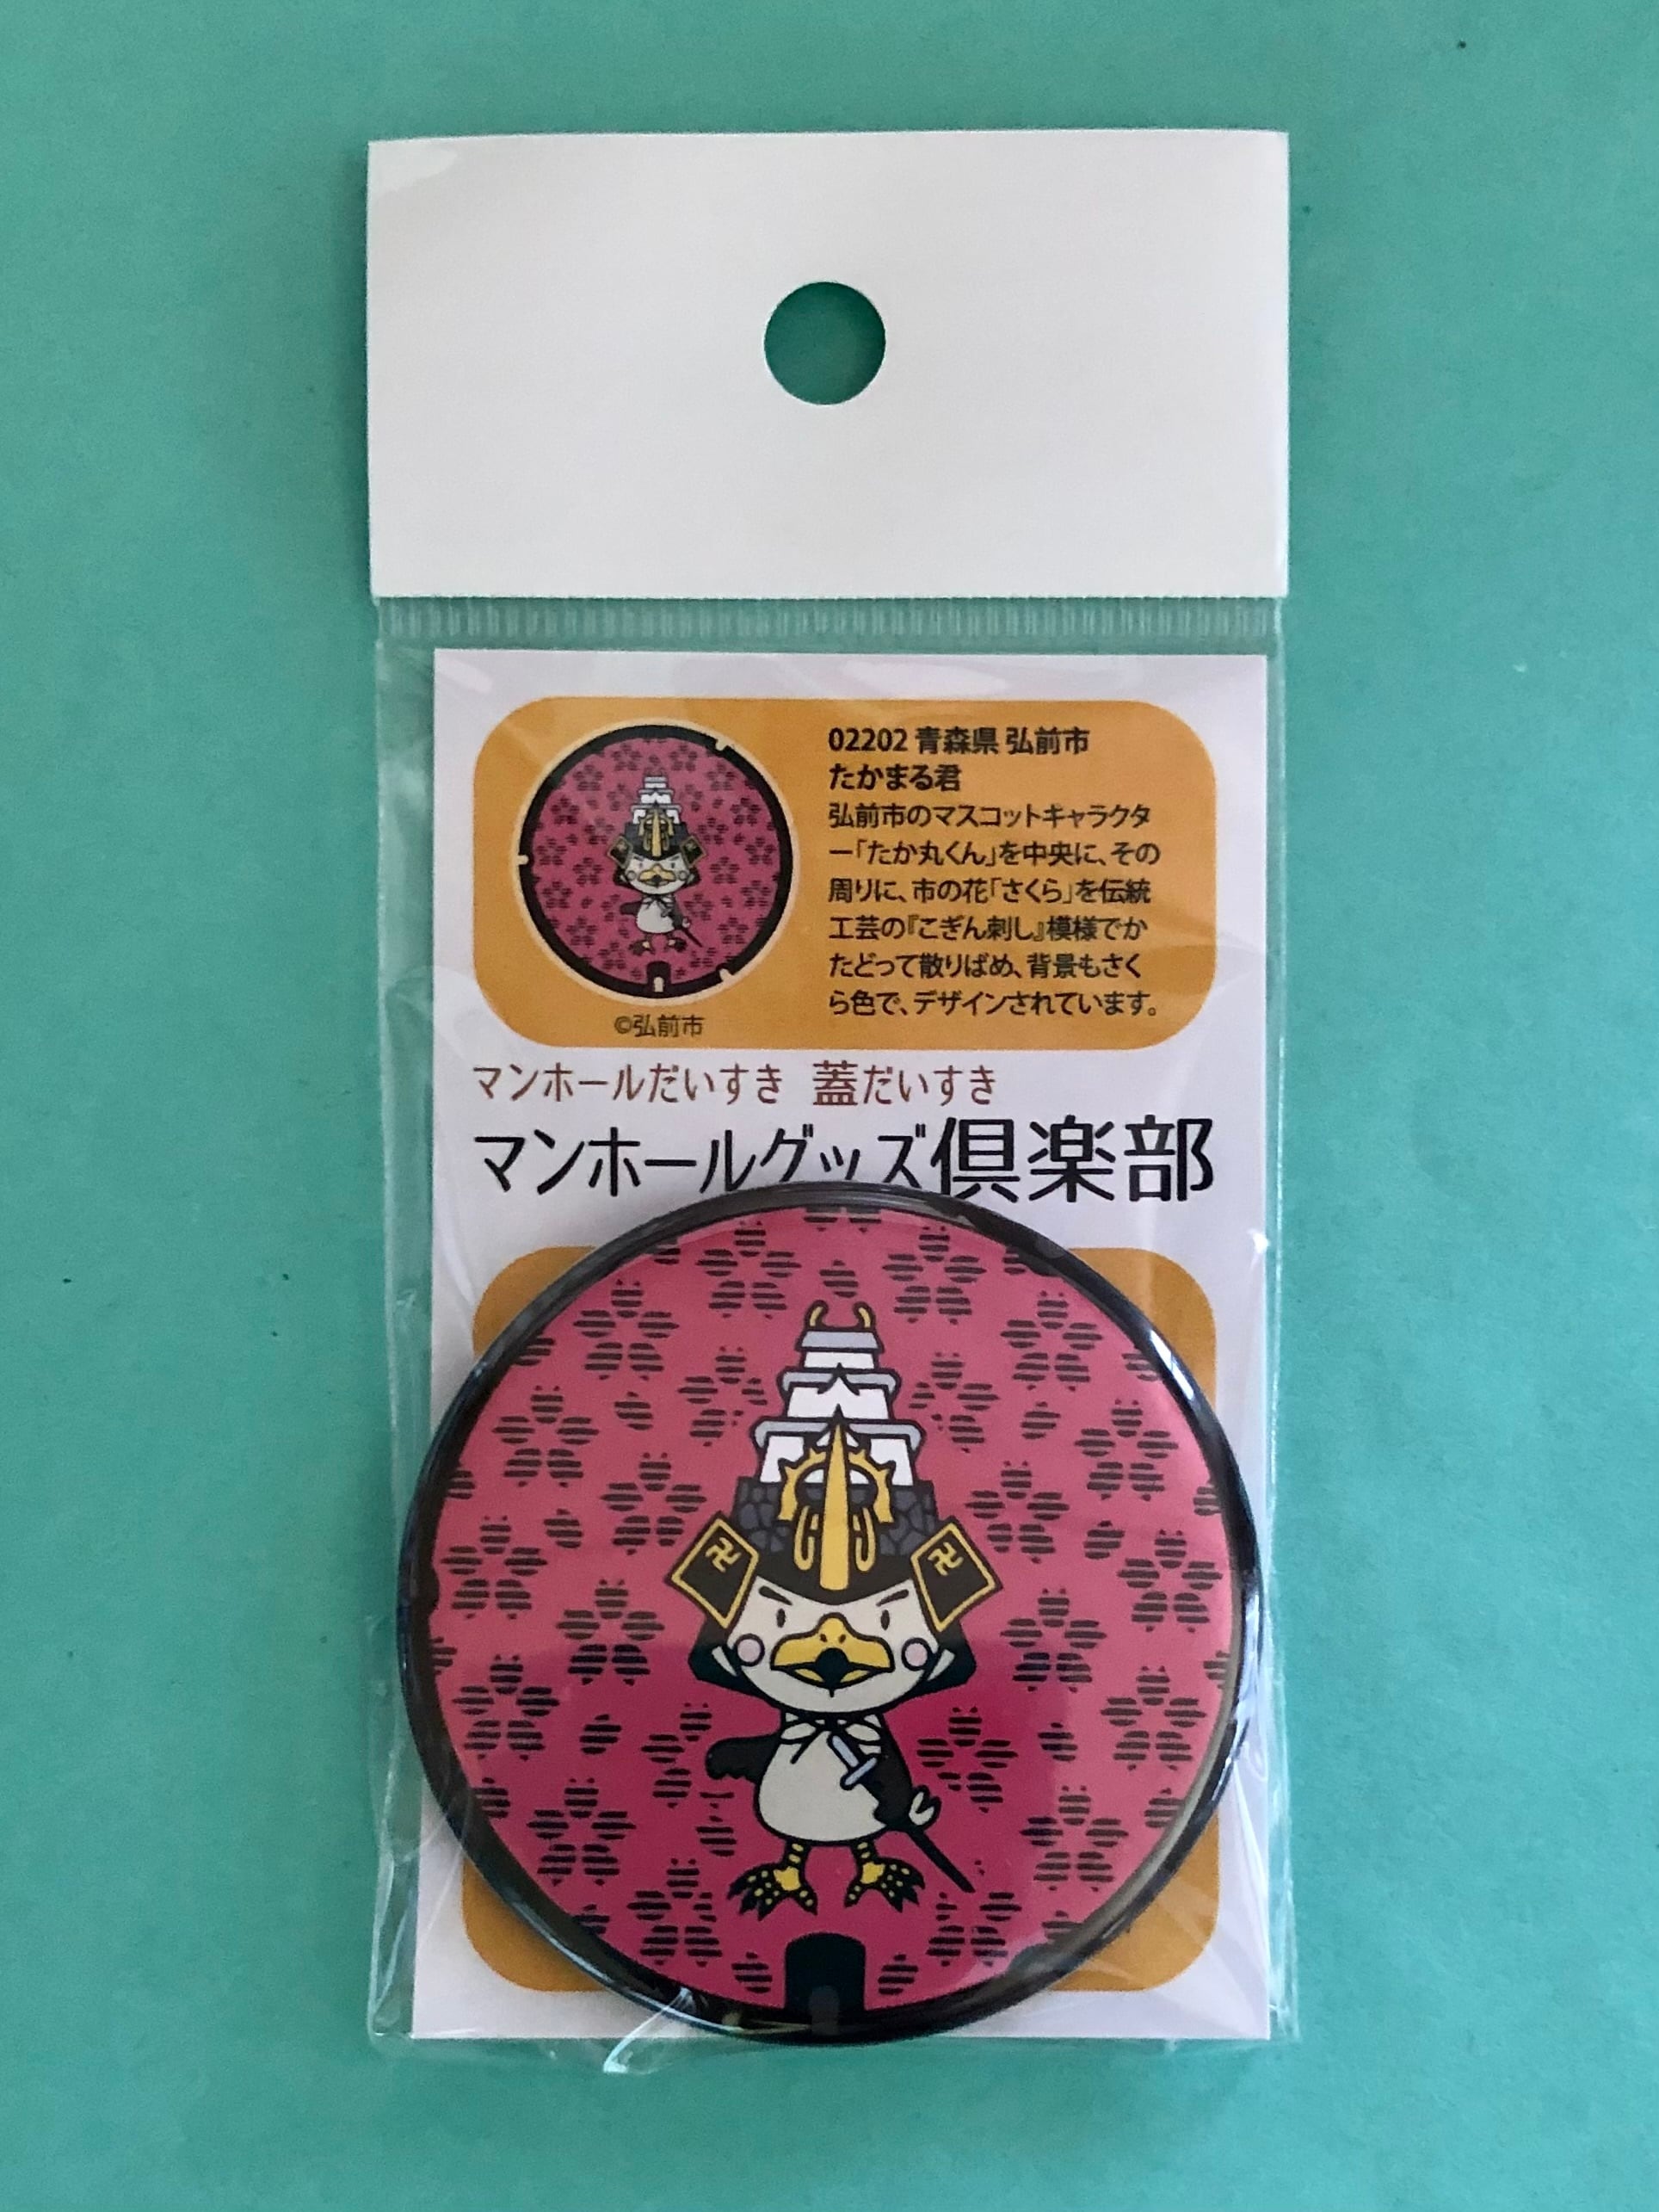 02202 青森県 弘前市
たかまる君
弘前市のマスコットキャラクタ
ー「たか丸くん」を中央に、その
周りに、市の花「さくら」を伝統
工芸の『こぎん刺し』模様でか
たどって散りばめ、背景もさく
ら色で、デザインされています。
©弘前市
マンホールだいすき 蓋だいすき
マンホールグッズ倶楽部
卍 卍